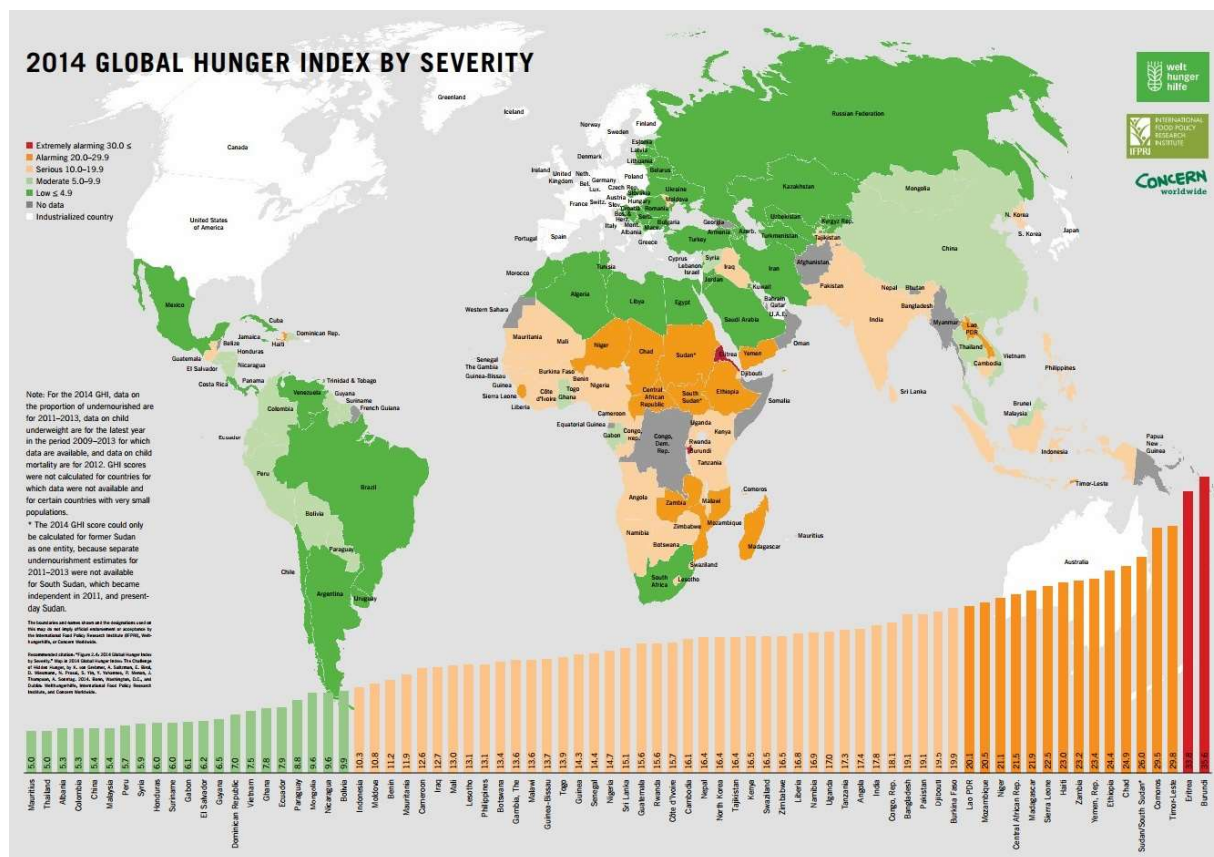 2014 GLOBAL HUNGER INDEX BY SEVERITY
welt
hunger
hilfe
INTERNATIONAL
FOOD POLICY
RESEARCH
INSTITUTE
IFPRI
CONCERN
worldwide
Extremely alarming 30.0 ≤
Alarming 20.0–29.9
Serious 10.0–19.9
Moderate 5.0–9.9
Low ≤ 4.9
No data
Industrialized country
Greenland
Iceland
Canada
United States
of America
Mexico
Cuba
Jamaica
Haiti
Dominican Rep.
Belize
Honduras
Guatemala
El Salvador
Nicaragua
Costa Rica
Panama
Trinidad & Tobago
Venezuela
Guyana
Suriname
French Guiana
Colombia
Ecuador
Peru
Brazil
Bolivia
Paraguay
Chile
Argentina
Uruguay
Norway
Sweden
Finland
Estonia
Latvia
Lithuania
Denmark
Ireland
United
Kingdom
Neth.
Bel.
Lux.
Germany
Poland
Belarus
Czech Rep.
Slovakia
Ukraine
Moldova
France
Switz.
Austria
Slov.
Hungary
Romania
Croatia
Serb.
Italy
Mont.
Bulgaria
Albania
Greece
Portugal
Spain
Russian Federation
Kazakhstan
Mongolia
Georgia
Armenia
Azerb.
Uzbekistan
Kyrgyz Rep.
Turkmenistan
Tajikistan
Turkey
Cyprus
Lebanon
Israel
Syria
Jordan
Iraq
Iran
Kuwait
Bahrain
Qatar
U.A.E.
Saudi Arabia
Oman
Yemen
Afghanistan
Pakistan
India
Nepal
Bhutan
Bangladesh
Sri Lanka
China
N. Korea
S. Korea
Japan
Myanmar
Lao
PDR
Thailand
Vietnam
Cambodia
Philippines
Brunei
Malaysia
Indonesia
Timor-Leste
Papua
New
Guinea
Australia
Morocco
Tunisia
Algeria
Libya
Egypt
Western Sahara
Mauritania
Mali
Niger
Chad
Sudan*
Eritrea
Djibouti
Senegal
The Gambia
Guinea-Bissau
Guinea
Sierra Leone
Liberia
Burkina Faso
Benin
Togo
Côte
d'Ivoire
Ghana
Nigeria
Cameroon
Central
African
Republic
South
Sudan*
Ethiopia
Somalia
Equatorial Guinea
Gabon
Congo,
Rep.
Congo,
Dem.
Rep.
Uganda
Kenya
Rwanda
Burundi
Tanzania
Angola
Zambia
Malawi
Comoros
Mozambique
Zimbabwe
Namibia
Botswana
Madagascar
Mauritius
Swaziland
Lesotho
South
Africa
Note: For the 2014 GHI, data on
the proportion of undernourished are
for 2011–2013, data on child
underweight are for the latest year
in the period 2009–2013 for which
data are available, and data on child
mortality are for 2012. GHI scores
were not calculated for countries for
which data were not available and
for certain countries with very small
populations.
* The 2014 GHI score could only
be calculated for former Sudan
as one entity, because separate
undernourishment estimates for
2011–2013 were not available
for South Sudan, which became
independent in 2011, and present-
day Sudan.
5.0 Mauritius
5.0 Thailand
5.3 Albania
5.3 Colombia
5.4 China
5.4 Malaysia
5.7 Peru
5.9 Syria
6.0 Honduras
6.0 Suriname
6.1 Gabon
6.2 El Salvador
6.5 Guyana
7.0 Dominican Republic
7.5 Vietnam
7.8 Ghana
7.9 Ecuador
8.8 Paraguay
9.6 Mongolia
9.6 Nicaragua
9.9 Bolivia
10.3 Indonesia
10.8 Moldova
11.2 Benin
11.9 Mauritania
12.6 Cameroon
12.7 Iraq
13.0 Mali
13.1 Lesotho
13.1 Philippines
13.4 Botswana
13.6 Gambia, The
13.6 Malawi
13.7 Guinea-Bissau
13.9 Togo
14.3 Guinea
14.4 Senegal
14.7 Nigeria
15.1 Sri Lanka
15.6 Guatemala
15.6 Rwanda
15.7 Côte d'Ivoire
16.1 Cambodia
16.4 Nepal
16.4 North Korea
16.4 Tajikistan
16.5 Kenya
16.5 Swaziland
16.5 Zimbabwe
16.8 Liberia
16.9 Namibia
17.0 Uganda
17.3 Tanzania
17.4 Angola
17.8 India
18.1 Congo, Rep.
19.1 Bangladesh
19.1 Pakistan
19.5 Djibouti
19.9 Burkina Faso
20.1 Lao PDR
20.5 Mozambique
21.1 Niger
21.5 Central African Rep.
21.9 Madagascar
22.5 Sierra Leone
23.0 Haiti
23.2 Zambia
23.4 Yemen, Rep.
24.4 Ethiopia
24.9 Chad
26.0 Sudan/South Sudan*
29.5 Comoros
29.8 Timor-Leste
33.8 Eritrea
35.6 Burundi